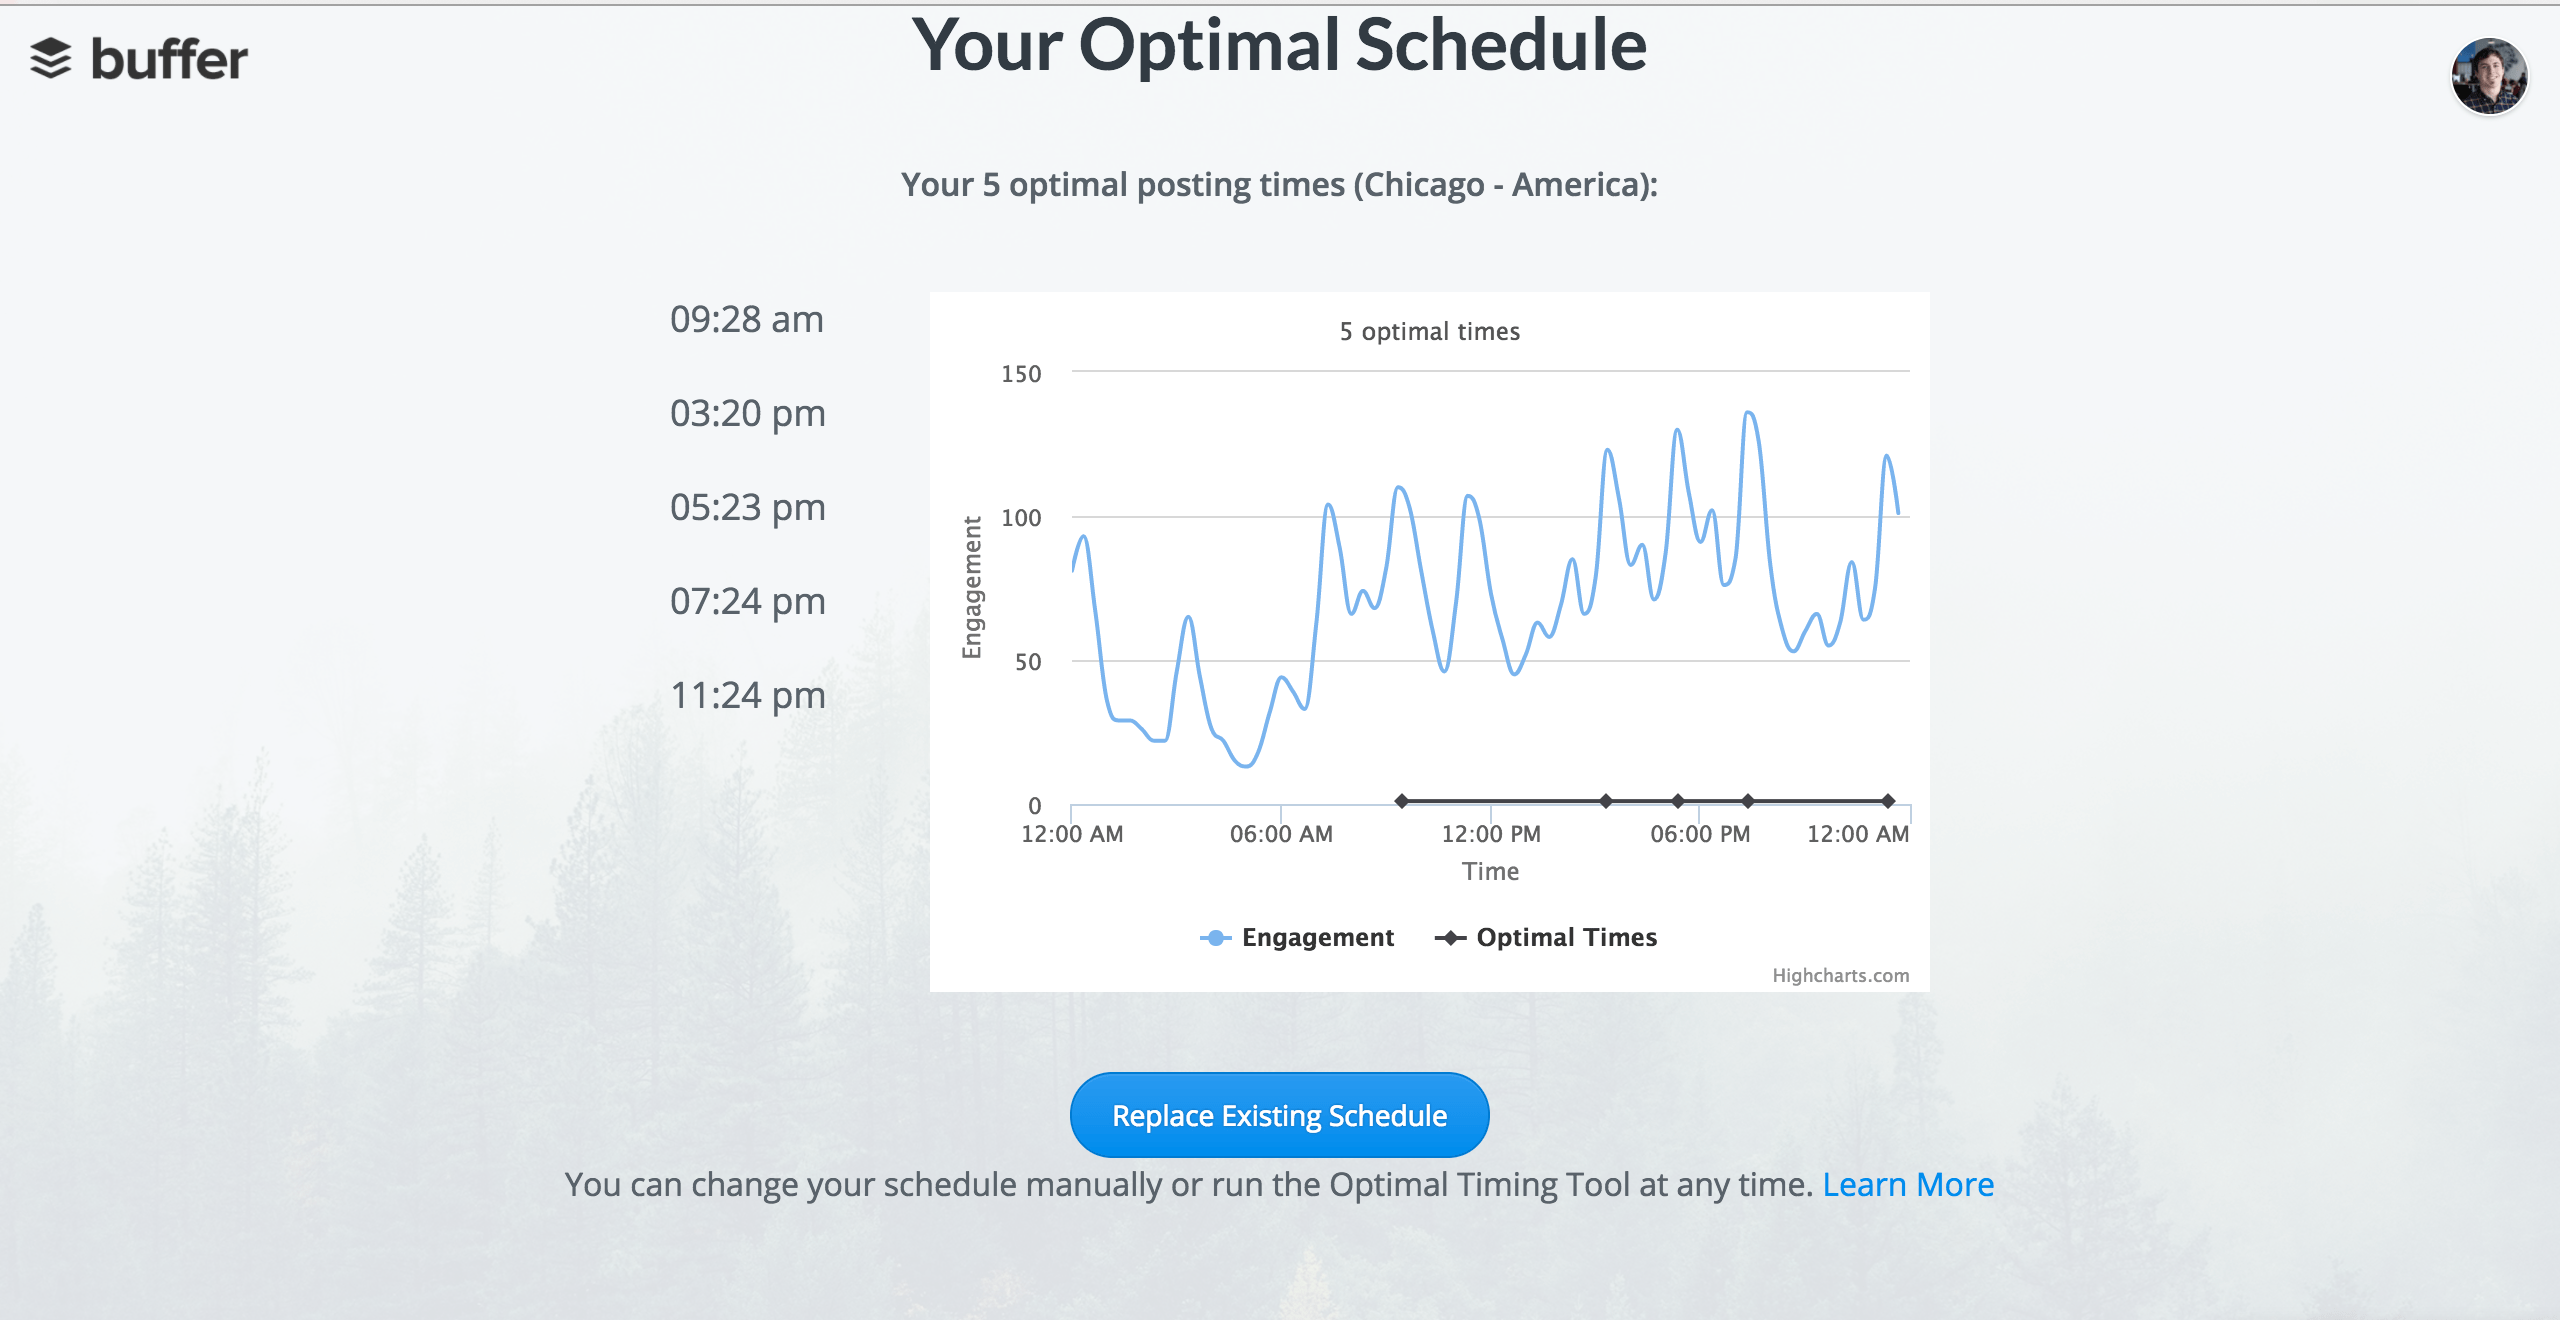 buffer
Your Optimal Schedule
Your 5 optimal posting times (Chicago - America):
09:28 am
03:20 pm
05:23 pm
07:24 pm
11:24 pm
5 optimal times
150
100
50
0
Engagement
12:00 AM 06:00 AM 12:00 PM 06:00 PM 12:00 AM
Time
Engagement Optimal Times
Highcharts.com
Replace Existing Schedule
You can change your schedule manually or run the Optimal Timing Tool at any time. Learn More